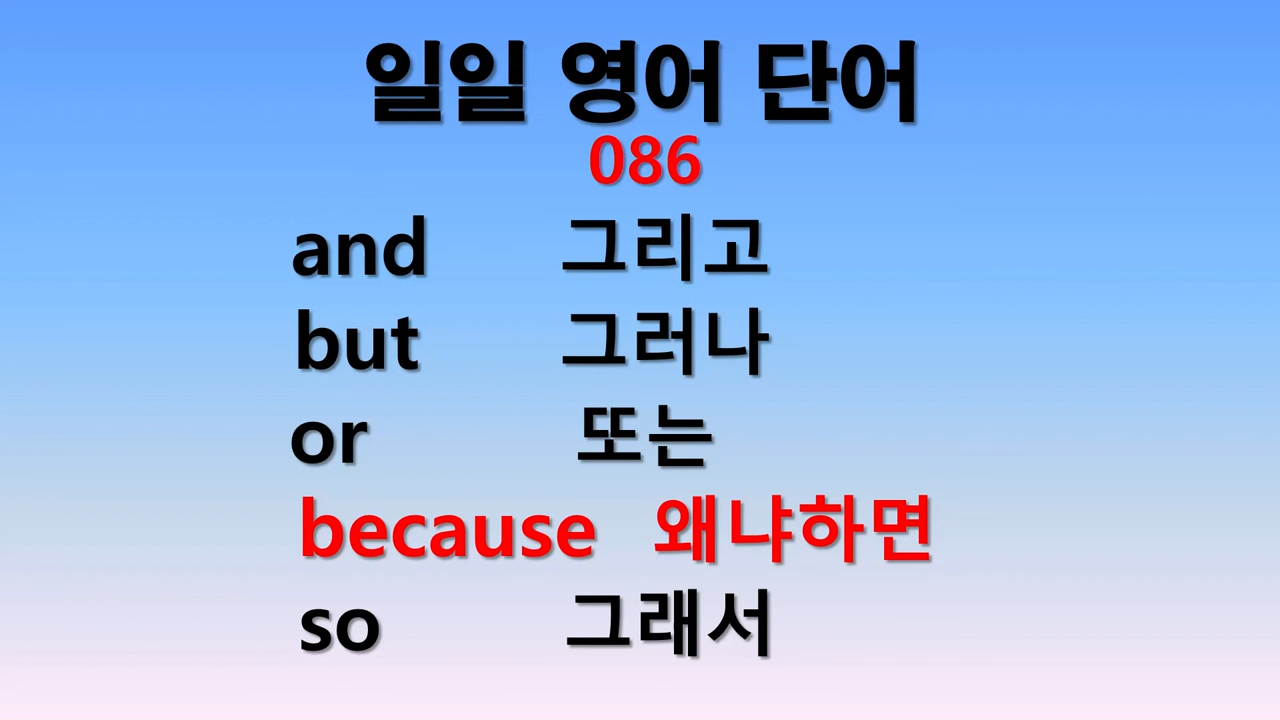 일일 영어 단어
086
and 그리고
but 그러나
or 또는
because 왜냐하면
so 그래서